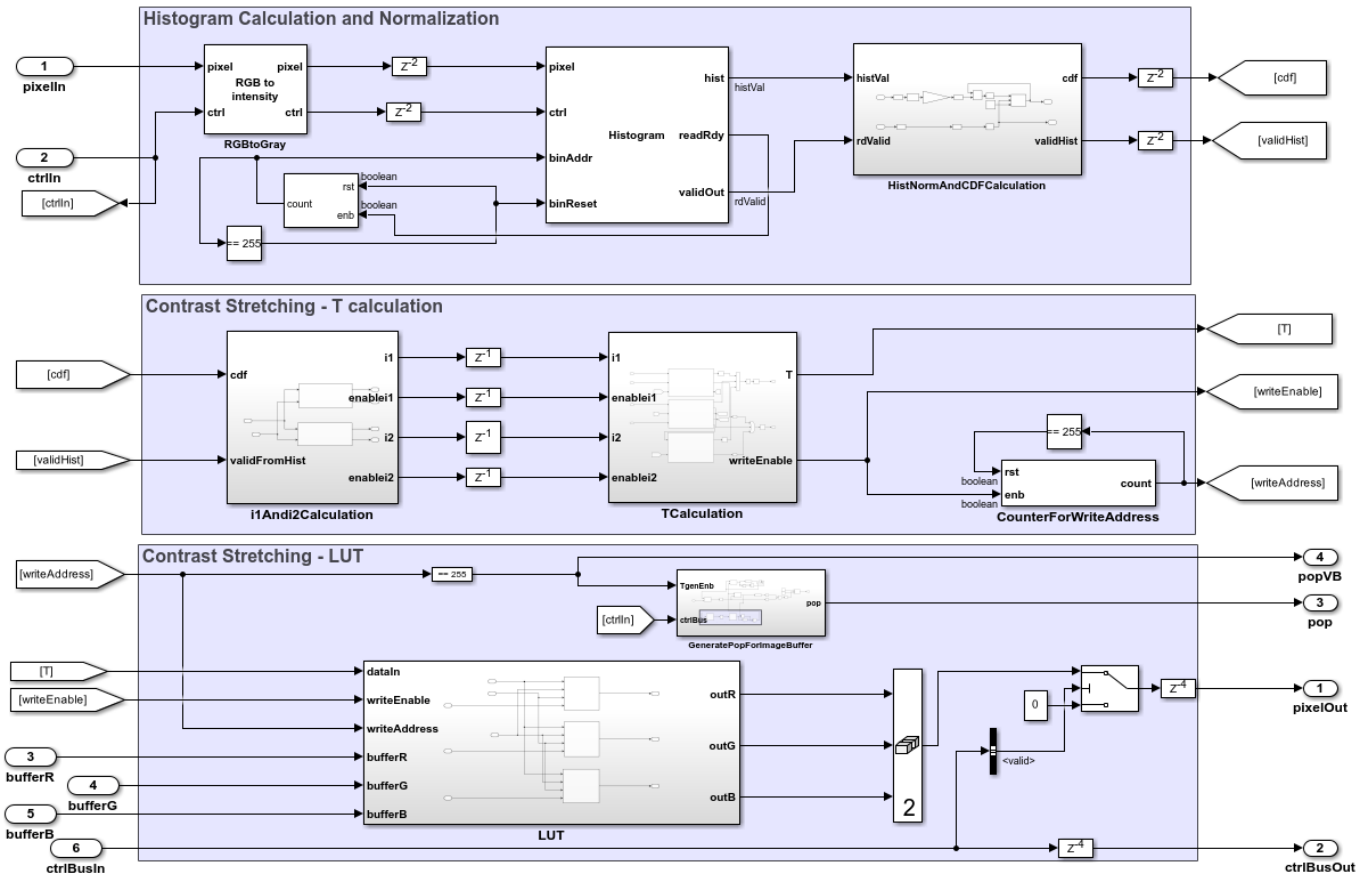 Histogram Calculation and Normalization
1
pixelIn
pixel
ctrl
RGB to
intensity
pixel
ctrl
RGBtoGray
Z-2
Z-2
2
ctrlIn
[ctrlIn]
count
rst
enb
boolean
boolean
== 255
pixel
ctrl
binAddr
binReset
Histogram
hist
readRdy
validOut
histVal
rdValid
histVal
rdValid
cdf
validHist
HistNormAndCDFCalculation
Z-2
Z-2
[cdf]
[validHist]
Contrast Stretching - T calculation
[cdf]
[validHist]
cdf
validFromHist
i1
enablei1
i2
enablei2
i1Andi2Calculation
Z-1
Z-1
Z-1
Z-1
i1
enablei1
i2
enablei2
T
writeEnable
TCalculation
== 255
rst
enb
boolean
boolean
count
CounterForWriteAddress
[T]
[writeEnable]
[writeAddress]
Contrast Stretching - LUT
[writeAddress]
== 255
TgenEnb
ctrlBus
pop
GeneratePopForImageBuffer
[ctrlIn]
4
popVB
3
pop
[T]
[writeEnable]
3
bufferR
4
bufferG
5
bufferB
6
ctrlBusIn
dataIn
writeEnable
writeAddress
bufferR
bufferG
bufferB
outR
outG
outB
LUT
2
0
<valid>
Z-4
1
pixelOut
Z-4
2
ctrlBusOut